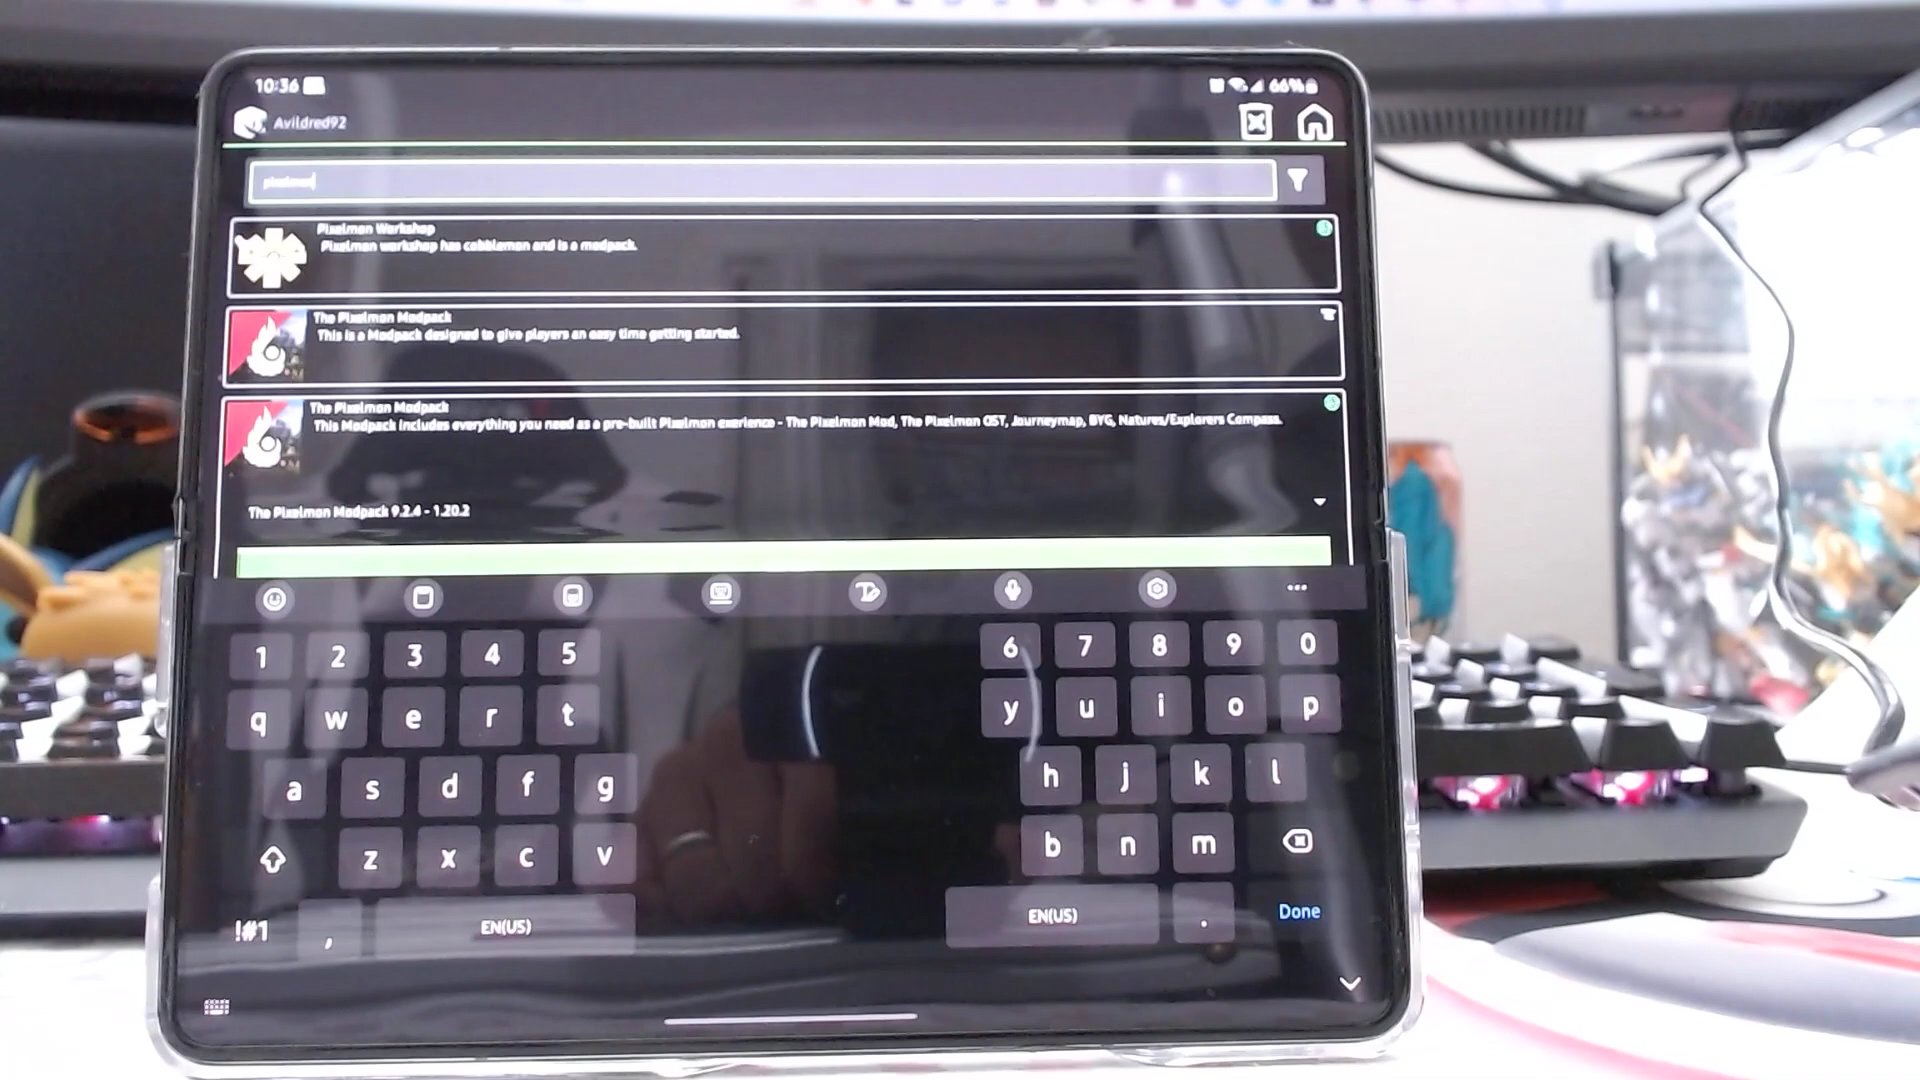 10:36
66%
Avildred92
pixelmon
Pixelmon Workshop
Pixelmon workshop has cobblemon and is a modpack.
The Pixelmon Modpack
This is a Modpack designed to give players an easy time getting started.
The Pixelmon Modpack
This Modpack includes everything you need as a pre-built Pixelmon exerience - The Pixelmon Mod, The Pixelmon OST, Journeymap, BYG, Natures/Explorers Compass.
The Pixelmon Modpack 9.2.4 - 1.20.2
1 2 3 4 5 6 7 8 9 0
q w e r t y u i o p
a s d f g h j k l
z x c v b n m
!#1 , EN(US) EN(US) . Done